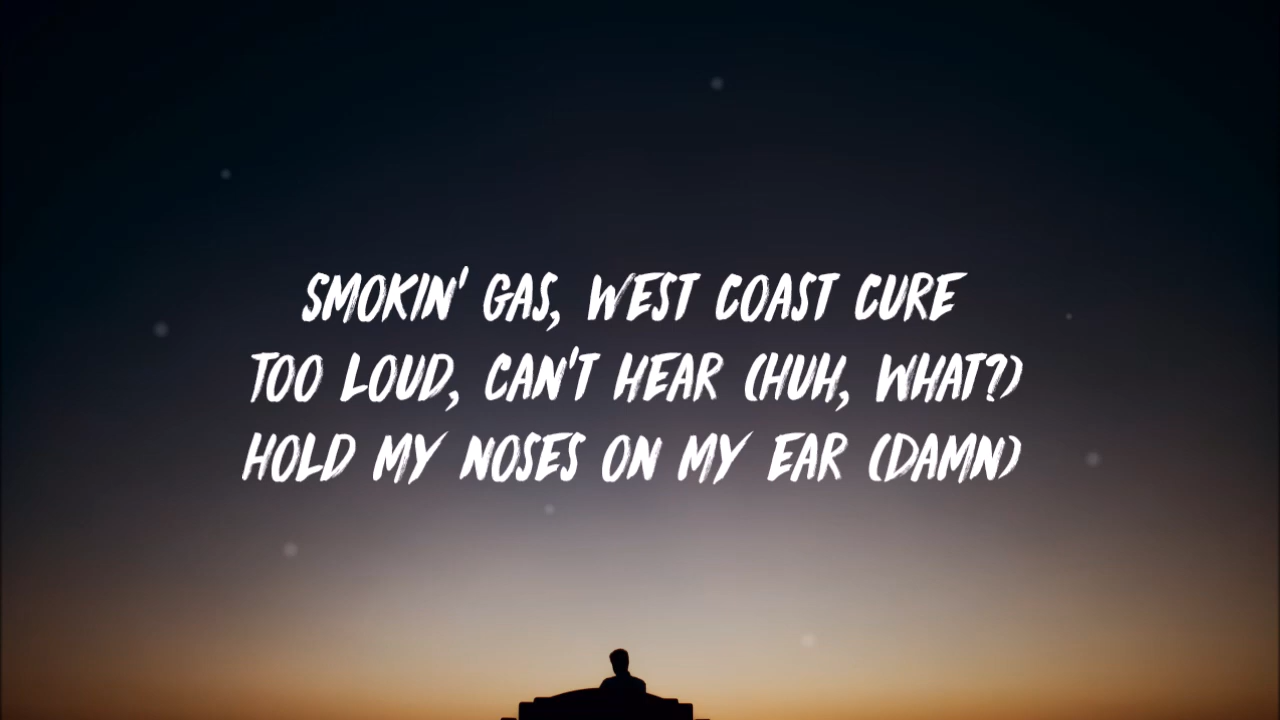 SMOKIN' GAS, WEST COAST CURE
TOO LOUD, CAN'T HEAR (HUH, WHAT?)
HOLD MY NOSES ON MY EAR (DAMN)